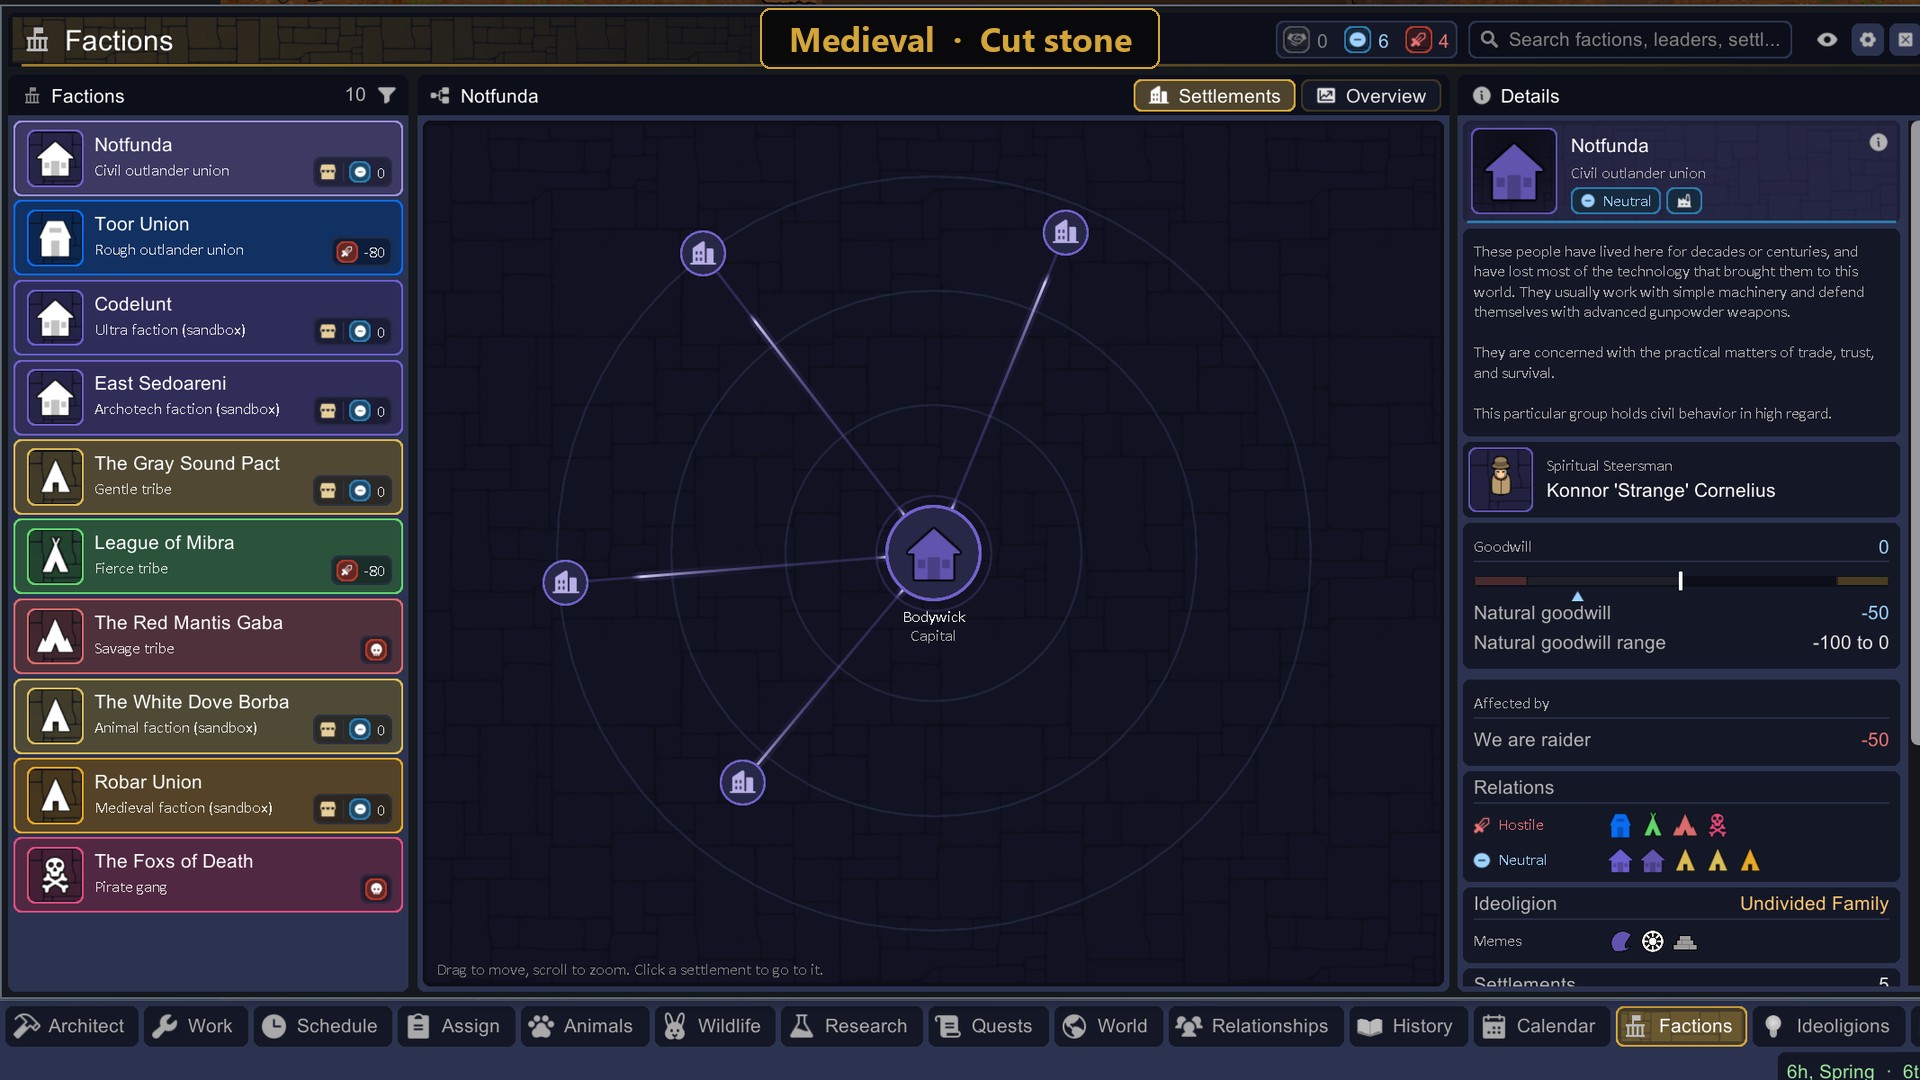 Factions
Medieval · Cut stone
0 6 4
Search factions, leaders, settl...
Factions 10
Notfunda
Civil outlander union
0
Toor Union
Rough outlander union
-80
Codelunt
Ultra faction (sandbox)
0
East Sedoareni
Archotech faction (sandbox)
0
The Gray Sound Pact
Gentle tribe
0
League of Mibra
Fierce tribe
-80
The Red Mantis Gaba
Savage tribe
The White Dove Borba
Animal faction (sandbox)
0
Robar Union
Medieval faction (sandbox)
0
The Foxs of Death
Pirate gang
Notfunda
Settlements
Overview
Bodywick
Capital
Drag to move, scroll to zoom. Click a settlement to go to it.
Details
Notfunda
Civil outlander union
Neutral
These people have lived here for decades or centuries, and
have lost most of the technology that brought them to this
world. They usually work with simple machinery and defend
themselves with advanced gunpowder weapons.
They are concerned with the practical matters of trade, trust,
and survival.
This particular group holds civil behavior in high regard.
Spiritual Steersman
Konnor 'Strange' Cornelius
Goodwill 0
Natural goodwill -50
Natural goodwill range -100 to 0
Affected by
We are raider -50
Relations
Hostile
Neutral
Ideoligion Undivided Family
Memes
Settlements 5
Architect
Work
Schedule
Assign
Animals
Wildlife
Research
Quests
World
Relationships
History
Calendar
Factions
Ideoligions
6h, Spring · 6t